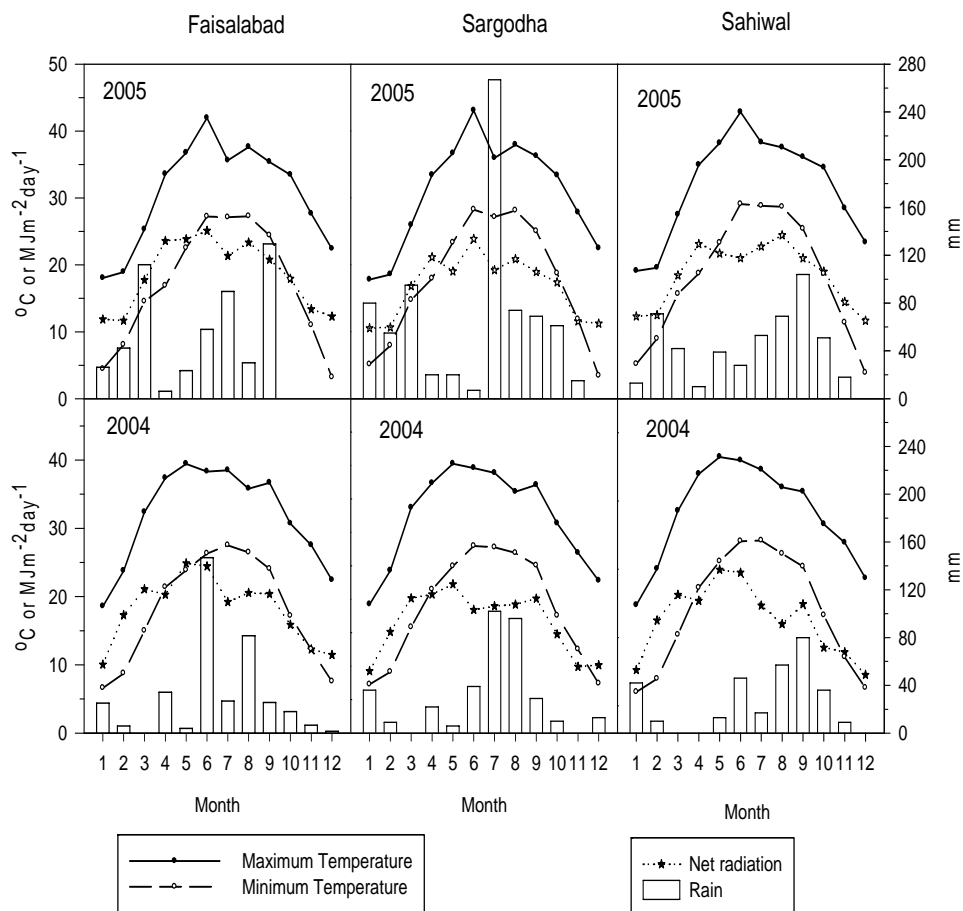 Faisalabad Sargodha Sahiwal
50 280
2005 2005 2005
240
40
200
30
160
120
20
80
10
40
0 0
ºC or MJm⁻²day⁻¹
mm
2004 2004 2004
240
40
200
30
160
20
120
80
10
40
0 0
ºC or MJm⁻²day⁻¹
mm
1 2 3 4 5 6 7 8 9 10 11 12 1 2 3 4 5 6 7 8 9 10 11 12 1 2 3 4 5 6 7 8 9 10 11 12
Month Month Month
Maximum Temperature
Minimum Temperature
Net radiation
Rain